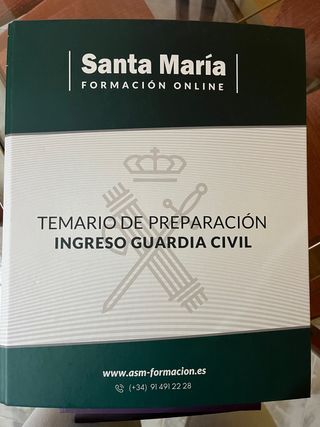 Santa María
FORMACIÓN ONLINE
TEMARIO DE PREPARACIÓN
INGRESO GUARDIA CIVIL
www.asm-formacion.es
(+34) 91 491 22 28